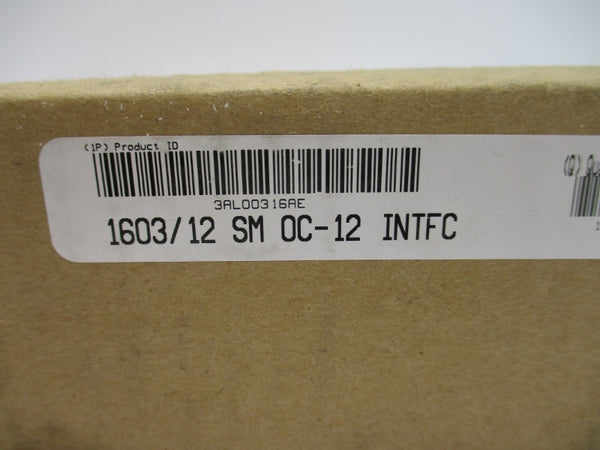 (1P) Product ID
3AL00316AE
1603/12 SM OC-12 INTFC
(Q)